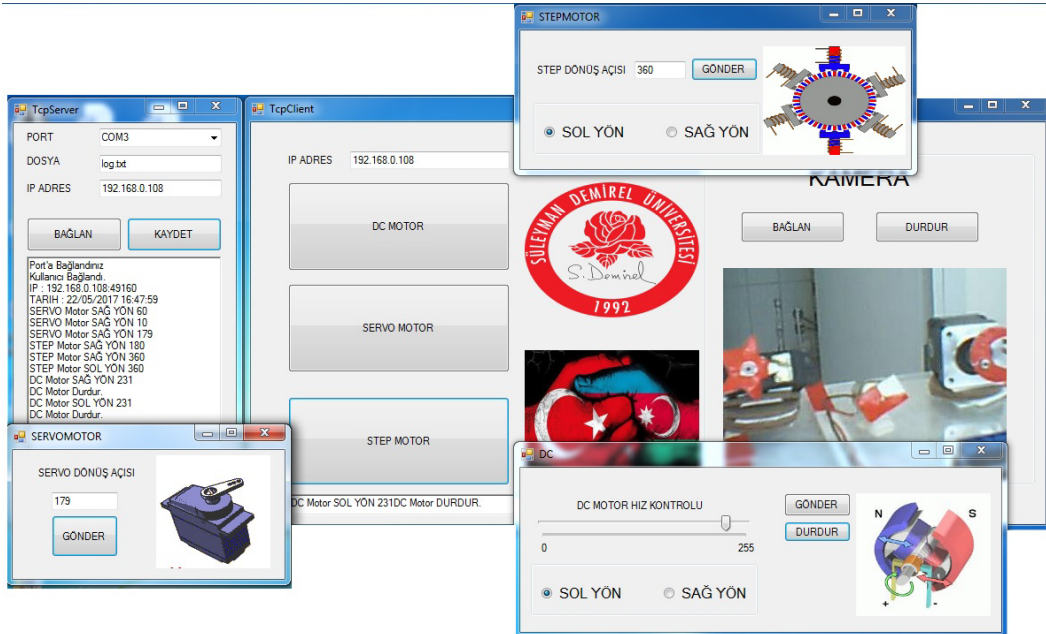 STEPMOTOR
STEP DÖNÜŞ AÇISI 360 GÖNDER
SOL YÖN SAĞ YÖN
TcpServer
PORT COM3
DOSYA log.txt
IP ADRES 192.168.0.108
BAĞLAN KAYDET
Port'a Bağlandınız
Kullanıcı Bağlandı.
IP : 192.168.0.108:49160
TARIH : 22/05/2017 16:47:59
SERVO Motor SAĞ YÖN 60
SERVO Motor SAĞ YÖN 10
SERVO Motor SAĞ YÖN 179
STEP Motor SAĞ YÖN 180
STEP Motor SAĞ YÖN 360
STEP Motor SOL YÖN 360
DC Motor SAĞ YÖN 231
DC Motor Durdur.
DC Motor SOL YÖN 231
DC Motor Durdur.
TcpClient
IP ADRES 192.168.0.108
DC MOTOR
SERVO MOTOR
STEP MOTOR
DC Motor SOL YÖN 231DC Motor DURDUR.
SÜLEYMAN DEMİREL ÜNİVERSİTESİ
S. Demirel
1992
KAMERA
BAĞLAN DURDUR
SERVOMOTOR
SERVO DÖNÜŞ AÇISI
179
GÖNDER
DC
DC MOTOR HIZ KONTROLU
0 255
GÖNDER
DURDUR
SOL YÖN SAĞ YÖN
N S
+ -